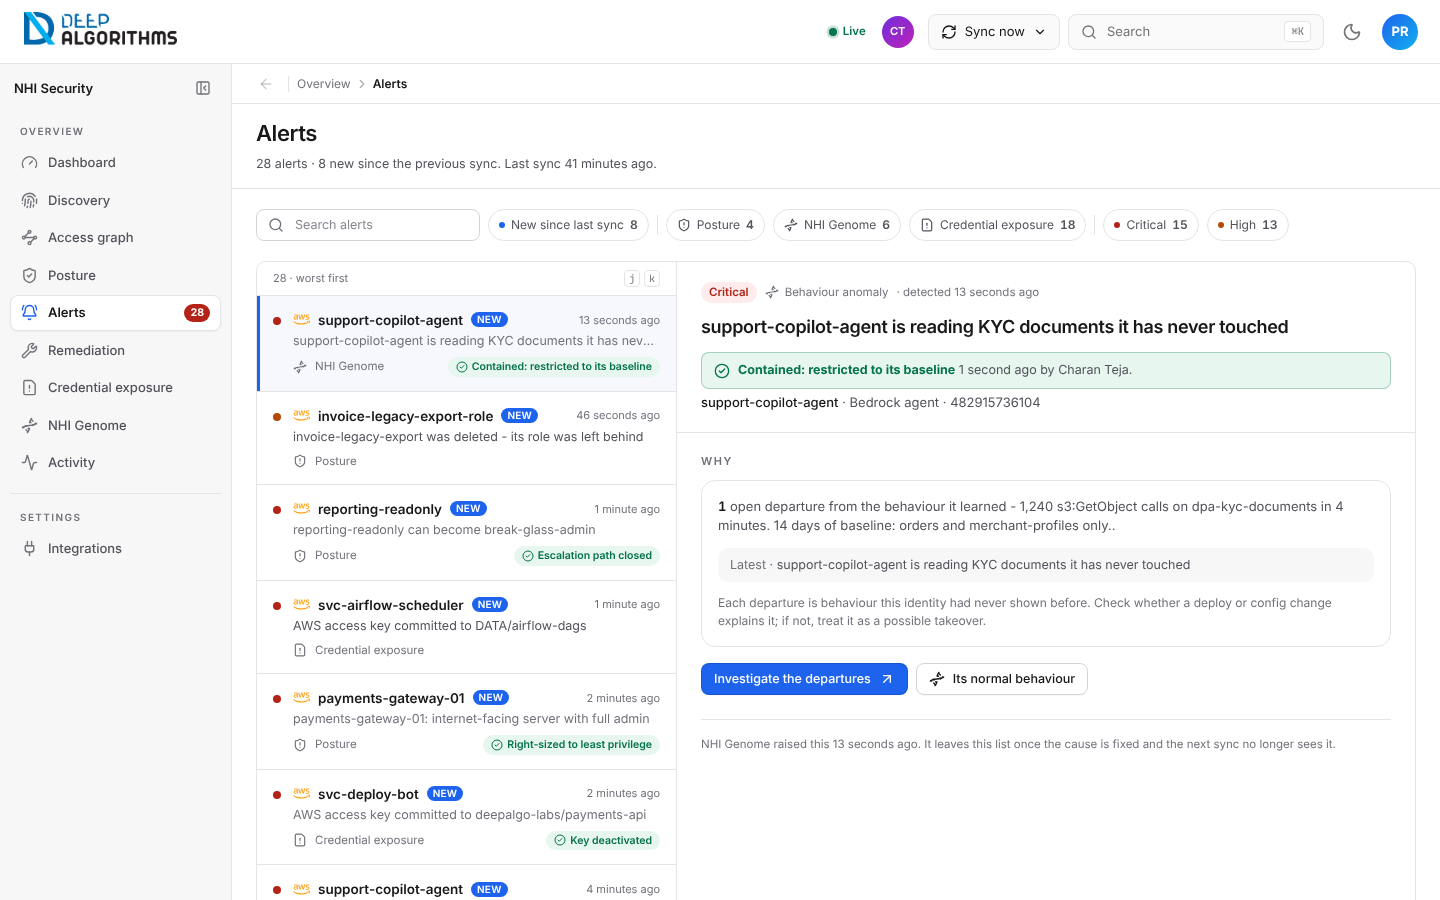 DEEP
ALGORITHMS
Live
CT
Sync now
Search
⌘K
PR
NHI Security
OVERVIEW
Dashboard
Discovery
Access graph
Posture
Alerts
28
Remediation
Credential exposure
NHI Genome
Activity
SETTINGS
Integrations
Overview
Alerts
Alerts
28 alerts · 8 new since the previous sync. Last sync 41 minutes ago.
Search alerts
New since last sync 8
Posture 4
NHI Genome 6
Credential exposure 18
Critical 15
High 13
28 · worst first
j k
aws support-copilot-agent NEW 13 seconds ago
support-copilot-agent is reading KYC documents it has nev...
NHI Genome Contained: restricted to its baseline
aws invoice-legacy-export-role NEW 46 seconds ago
invoice-legacy-export was deleted - its role was left behind
Posture
aws reporting-readonly NEW 1 minute ago
reporting-readonly can become break-glass-admin
Posture Escalation path closed
aws svc-airflow-scheduler NEW 1 minute ago
AWS access key committed to DATA/airflow-dags
Credential exposure
aws payments-gateway-01 NEW 2 minutes ago
payments-gateway-01: internet-facing server with full admin
Posture Right-sized to least privilege
aws svc-deploy-bot NEW 2 minutes ago
AWS access key committed to deepalgo-labs/payments-api
Credential exposure Key deactivated
aws support-copilot-agent NEW 4 minutes ago
Critical Behaviour anomaly · detected 13 seconds ago
support-copilot-agent is reading KYC documents it has never touched
Contained: restricted to its baseline 1 second ago by Charan Teja.
support-copilot-agent · Bedrock agent · 482915736104
WHY
1 open departure from the behaviour it learned - 1,240 s3:GetObject calls on dpa-kyc-documents in 4
minutes. 14 days of baseline: orders and merchant-profiles only..
Latest · support-copilot-agent is reading KYC documents it has never touched
Each departure is behaviour this identity had never shown before. Check whether a deploy or config change
explains it; if not, treat it as a possible takeover.
Investigate the departures
Its normal behaviour
NHI Genome raised this 13 seconds ago. It leaves this list once the cause is fixed and the next sync no longer sees it.